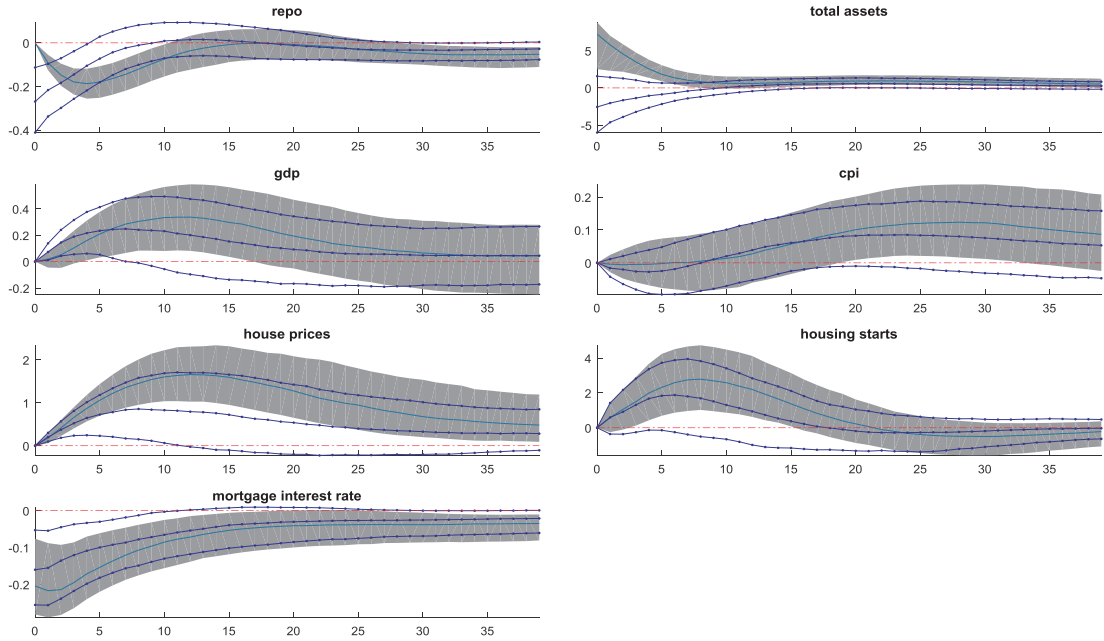 repo
0
-0.2
-0.4
0 5 10 15 20 25 30 35
total assets
5
0
-5
0 5 10 15 20 25 30 35
gdp
0.4
0.2
0
-0.2
0 5 10 15 20 25 30 35
cpi
0.2
0.1
0
0 5 10 15 20 25 30 35
house prices
2
1
0
0 5 10 15 20 25 30 35
housing starts
4
2
0
0 5 10 15 20 25 30 35
mortgage interest rate
0
-0.1
-0.2
0 5 10 15 20 25 30 35